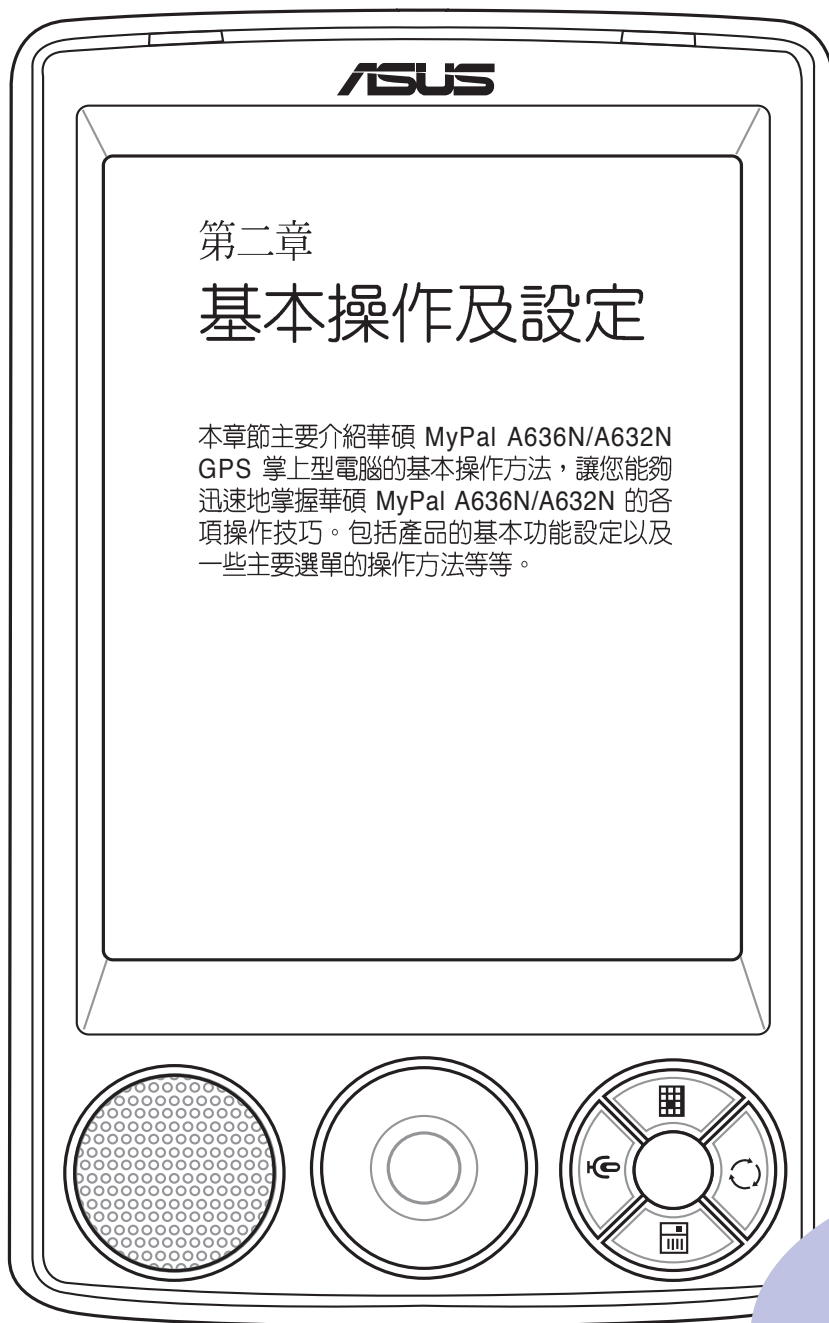 ASUS
第二章
基本操作及設定
本章節主要介紹華碩 MyPal A636N/A632N
GPS 掌上型電腦的基本操作方法，讓您能夠
迅速地掌握華碩 MyPal A636N/A632N 的各
項操作技巧。包括產品的基本功能設定以及
一些主要選單的操作方法等等。